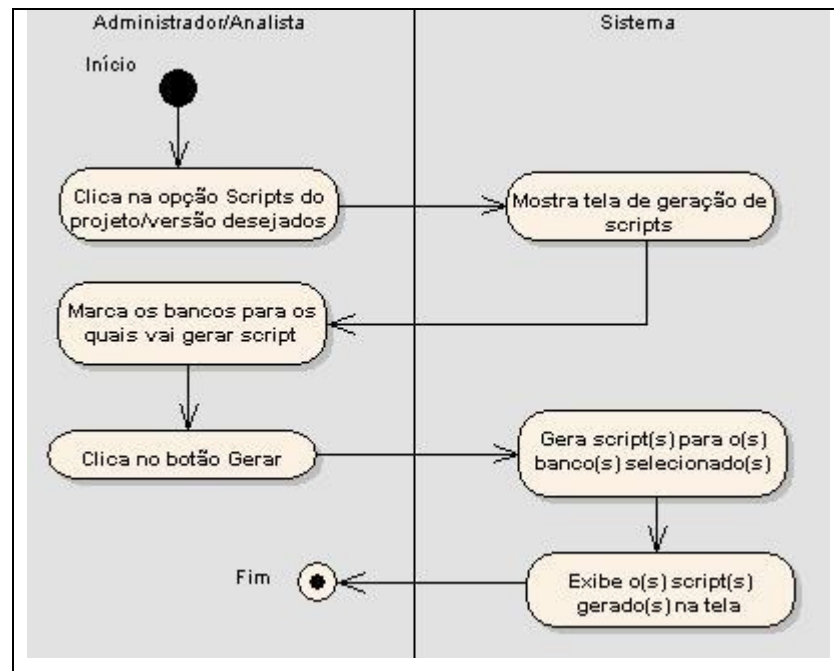 Administrador/Analista
Sistema
Início
Clica na opção Scripts do
projeto/versão desejados
Mostra tela de geração de
scripts
Marca os bancos para os
quais vai gerar script
Clica no botão Gerar
Gera script(s) para o(s)
banco(s) selecionado(s)
Exibe o(s) script(s)
gerado(s) na tela
Fim